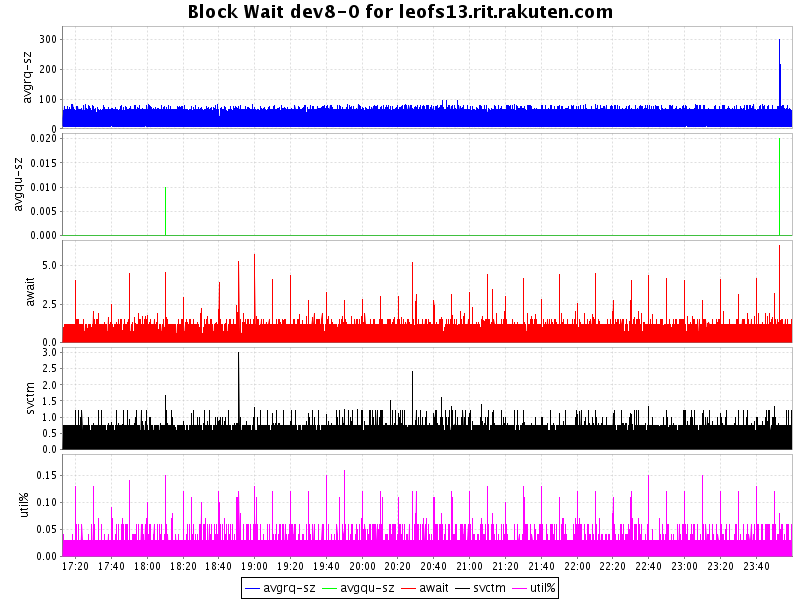 Block Wait dev8-0 for leofs13.rit.rakuten.com
avgrq-sz
300
200
100
0
avgqu-sz
0.020
0.015
0.010
0.005
0.000
await
5.0
2.5
0.0
svctm
3.0
2.5
2.0
1.5
1.0
0.5
0.0
util%
0.15
0.10
0.05
0.00
17:20 17:40 18:00 18:20 18:40 19:00 19:20 19:40 20:00 20:20 20:40 21:00 21:20 21:40 22:00 22:20 22:40 23:00 23:20 23:40
avgrq-sz avgqu-sz await svctm util%